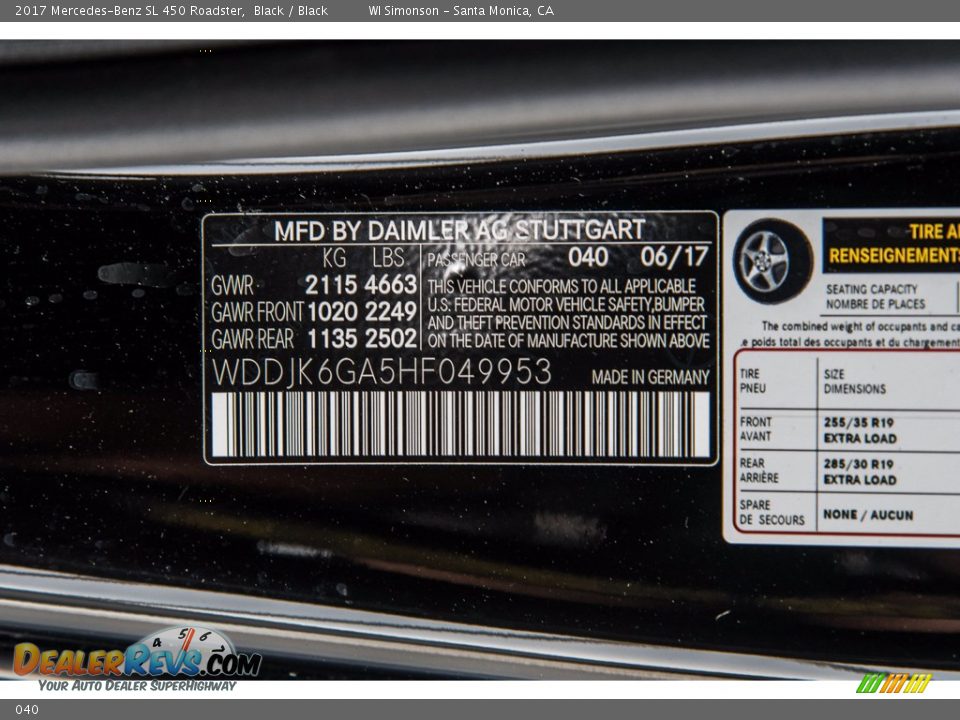 2017 Mercedes-Benz SL 450 Roadster, Black / Black WI Simonson - Santa Monica, CA
MFD BY DAIMLER AG STUTTGART
KG LBS PASSENGER CAR 040 06/17
GWR 2115 4663
GAWR FRONT 1020 2249
GAWR REAR 1135 2502
THIS VEHICLE CONFORMS TO ALL APPLICABLE
U.S. FEDERAL MOTOR VEHICLE SAFETY,BUMPER
AND THEFT PREVENTION STANDARDS IN EFFECT
ON THE DATE OF MANUFACTURE SHOWN ABOVE
WDDJK6GA5HF049953 MADE IN GERMANY
TIRE
RENSEIGNEMENTS
SEATING CAPACITY
NOMBRE DE PLACES
The combined weight of occupants and
poids total des occupants et du chargement
TIRE SIZE
PNEU DIMENSIONS
FRONT 255/35 R19
AVANT EXTRA LOAD
REAR 285/30 R19
ARRIÈRE EXTRA LOAD
SPARE
DE SECOURS NONE / AUCUN
4 5 6
DEALERREVS.COM
YOUR AUTO DEALER SUPERHIGHWAY
040